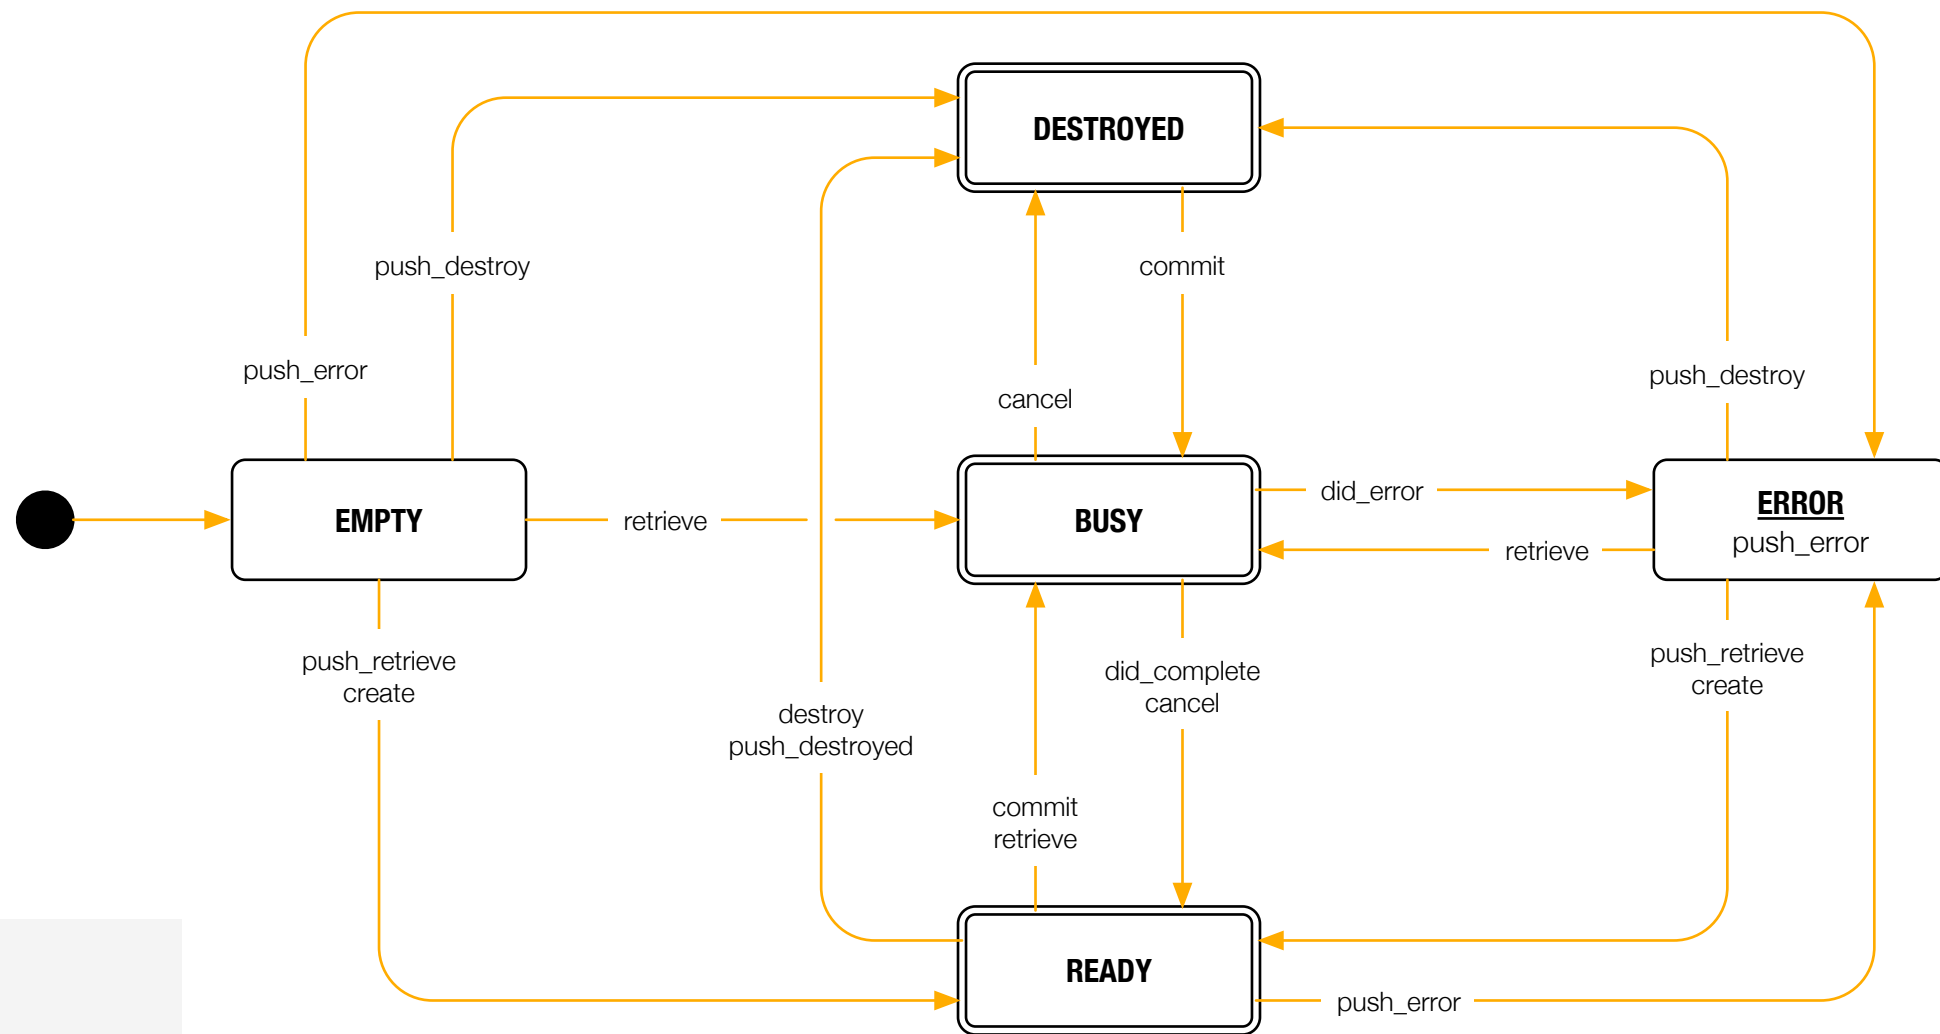 DESTROYED
push_destroy
commit
push_error
push_destroy
cancel
did_error
EMPTY
retrieve
BUSY
ERROR
push_error
retrieve
push_retrieve
create
did_complete
cancel
push_retrieve
create
destroy
push_destroyed
commit
retrieve
READY
push_error